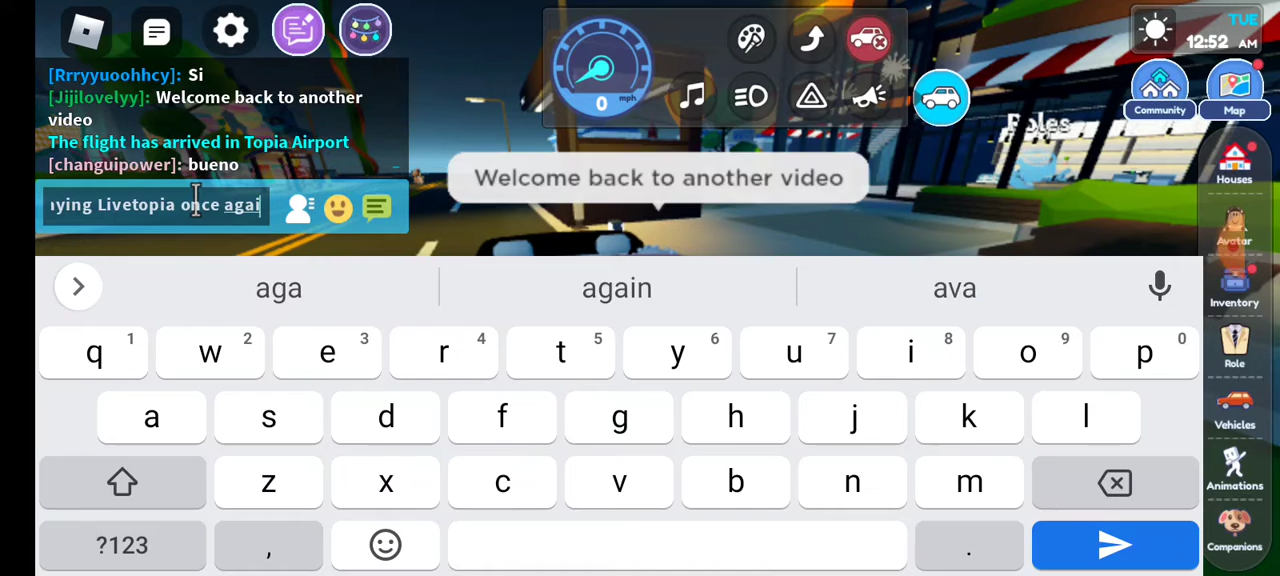 [Rrryyuoohhcy]: Si
[Jijilovelyy]: Welcome back to another
video
The flight has arrived in Topia Airport
[changuipower]: bueno
ying Livetopia once agai
0
mph
TUE
12:52 AM
Community
Map
Roles
Welcome back to another video
Houses
Avatar
Inventory
Role
Vehicles
Animations
Companions
aga again ava
q 1 w 2 e 3 r 4 t 5 y 6 u 7 i 8 o 9 p 0
a s d f g h j k l
z x c v b n m
?123 , .